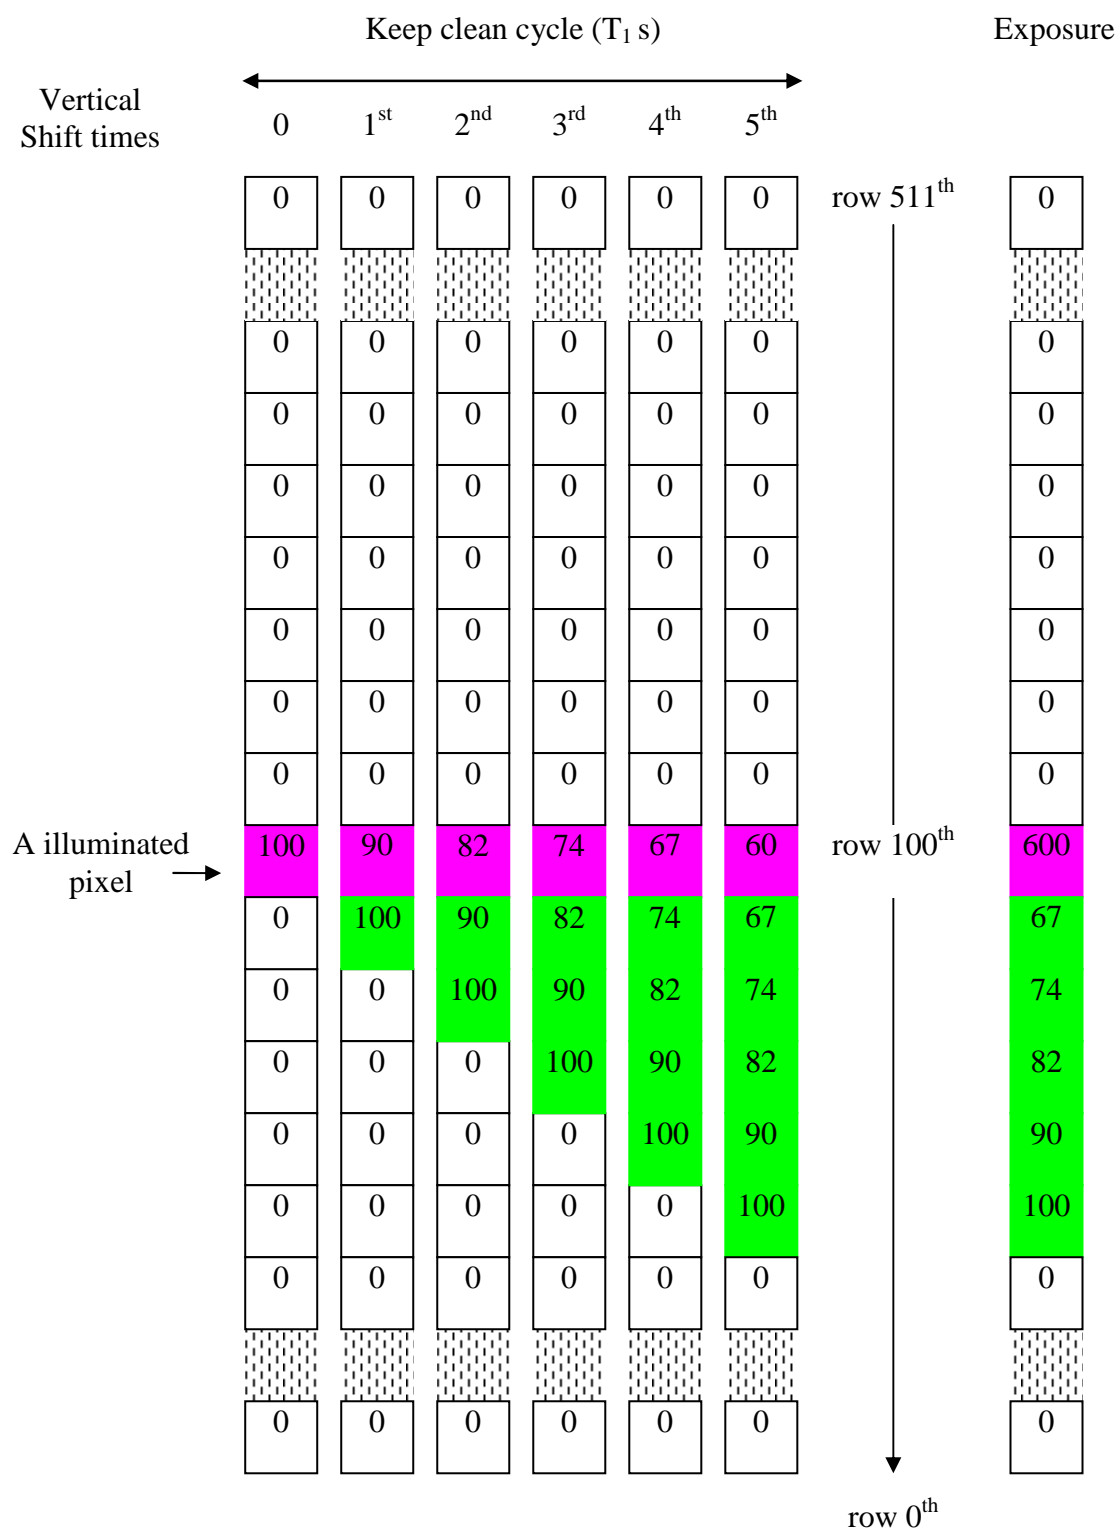 Keep clean cycle (T₁ s) Exposure
Vertical
Shift times
0 1ˢᵗ 2ⁿᵈ 3ʳᵈ 4ᵗʰ 5ᵗʰ
0 0 0 0 0 0 row 511ᵗʰ 0
0 0 0 0 0 0 0
0 0 0 0 0 0 0
0 0 0 0 0 0 0
0 0 0 0 0 0 0
0 0 0 0 0 0 0
0 0 0 0 0 0 0
0 0 0 0 0 0 0
A illuminated
pixel
100 90 82 74 67 60 row 100ᵗʰ 600
0 100 90 82 74 67 67
0 0 100 90 82 74 74
0 0 0 100 90 82 82
0 0 0 0 100 90 90
0 0 0 0 0 100 100
0 0 0 0 0 0 0
0 0 0 0 0 0 0
row 0ᵗʰ